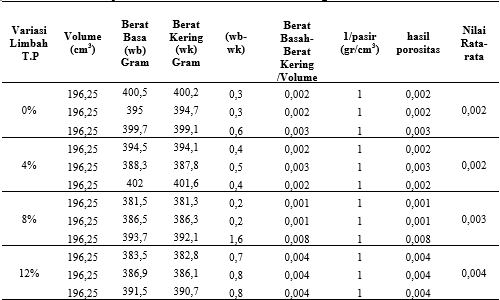 Variasi Limbah T.P | Volume (cm³) | Berat Basa (wb) Gram | Berat Kering (wk) Gram | (wb-wk) | Berat Basah-Berat Kering /Volume | 1/pasir (gr/cm³) | hasil porositas | Nilai Rata-rata
0% | 196,25 | 400,5 | 400,2 | 0,3 | 0,002 | 1 | 0,002 | 0,002
196,25 | 395 | 394,7 | 0,3 | 0,002 | 1 | 0,002
196,25 | 399,7 | 399,1 | 0,6 | 0,003 | 1 | 0,003
4% | 196,25 | 394,5 | 394,1 | 0,4 | 0,002 | 1 | 0,002 | 0,002
196,25 | 388,3 | 387,8 | 0,5 | 0,003 | 1 | 0,003
196,25 | 402 | 401,6 | 0,4 | 0,002 | 1 | 0,002
8% | 196,25 | 381,5 | 381,3 | 0,2 | 0,001 | 1 | 0,001 | 0,003
196,25 | 386,5 | 386,3 | 0,2 | 0,001 | 1 | 0,001
196,25 | 393,7 | 392,1 | 1,6 | 0,008 | 1 | 0,008
12% | 196,25 | 383,5 | 382,8 | 0,7 | 0,004 | 1 | 0,004 | 0,004
196,25 | 386,9 | 386,1 | 0,8 | 0,004 | 1 | 0,004
196,25 | 391,5 | 390,7 | 0,8 | 0,004 | 1 | 0,004